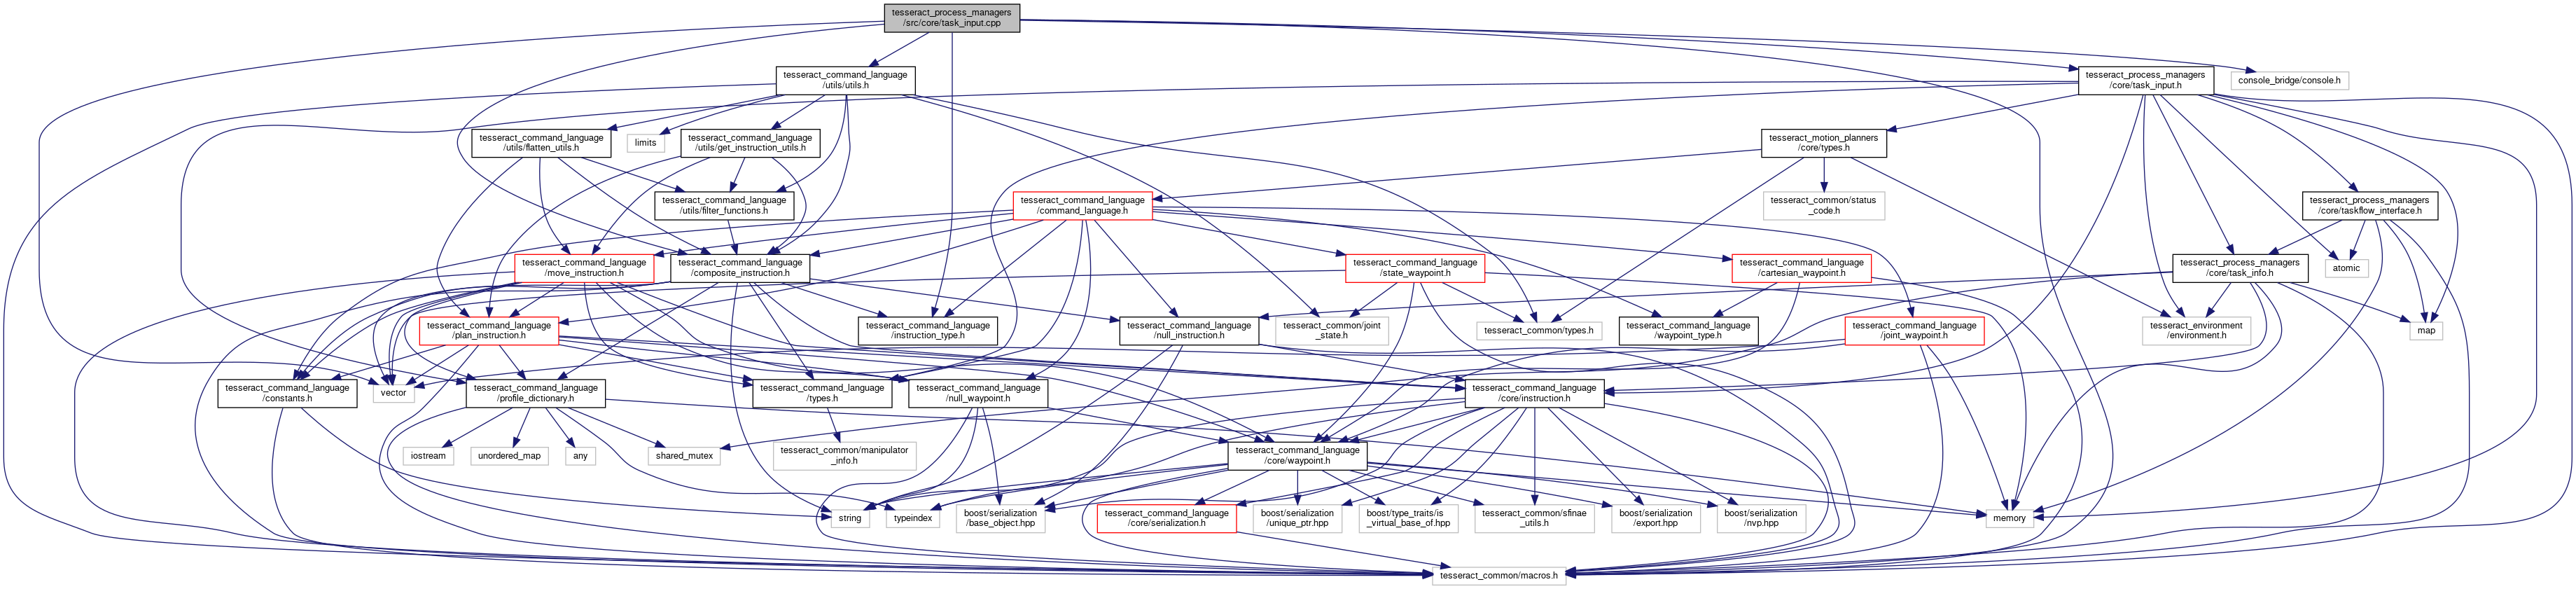 tesseract_process_managers
/src/core/task_input.cpp
tesseract_command_language
/utils/utils.h
tesseract_process_managers
/core/task_input.h
console_bridge/console.h
tesseract_command_language
/utils/flatten_utils.h
limits
tesseract_command_language
/utils/get_instruction_utils.h
tesseract_motion_planners
/core/types.h
tesseract_command_language
/utils/filter_functions.h
tesseract_command_language
/command_language.h
tesseract_common/status
_code.h
tesseract_process_managers
/core/taskflow_interface.h
tesseract_command_language
/move_instruction.h
tesseract_command_language
/composite_instruction.h
tesseract_command_language
/state_waypoint.h
tesseract_command_language
/cartesian_waypoint.h
tesseract_process_managers
/core/task_info.h
atomic
tesseract_command_language
/plan_instruction.h
tesseract_command_language
/instruction_type.h
tesseract_command_language
/null_instruction.h
tesseract_common/joint
_state.h
tesseract_common/types.h
tesseract_command_language
/waypoint_type.h
tesseract_command_language
/joint_waypoint.h
tesseract_environment
/environment.h
map
tesseract_command_language
/constants.h
vector
tesseract_command_language
/profile_dictionary.h
tesseract_command_language
/types.h
tesseract_command_language
/null_waypoint.h
tesseract_command_language
/core/instruction.h
iostream
unordered_map
any
shared_mutex
tesseract_common/manipulator
_info.h
tesseract_command_language
/core/waypoint.h
string
typeindex
boost/serialization
/base_object.hpp
tesseract_command_language
/core/serialization.h
boost/serialization
/unique_ptr.hpp
boost/type_traits/is
_virtual_base_of.hpp
tesseract_common/sfinae
_utils.h
boost/serialization
/export.hpp
boost/serialization
/nvp.hpp
memory
tesseract_common/macros.h